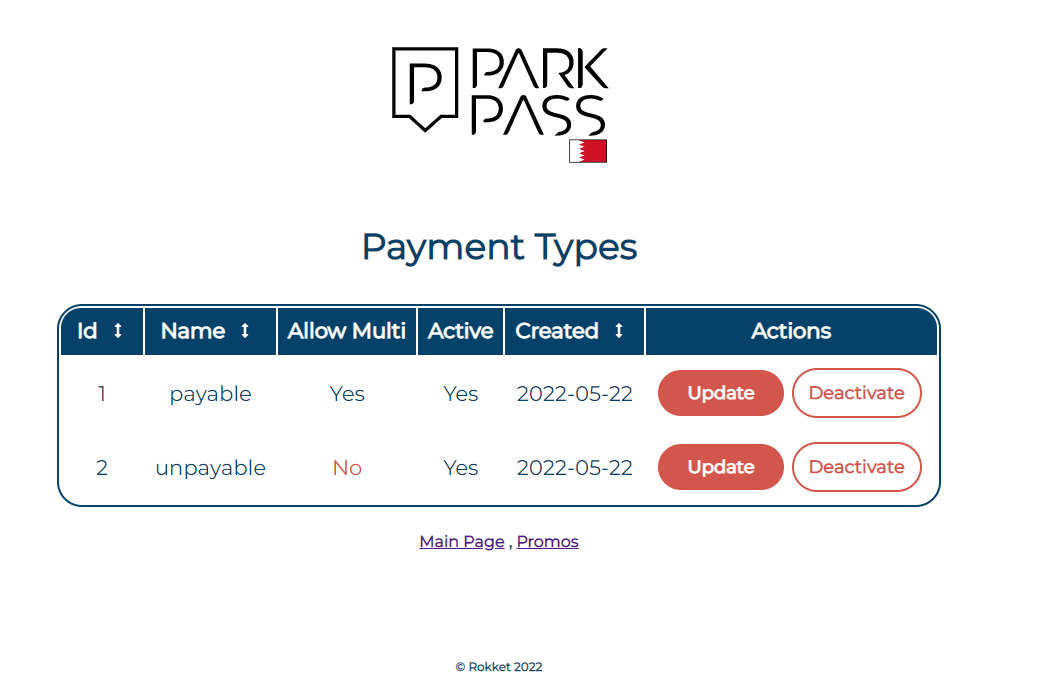 P PARK
PASS
Payment Types
Id Name Allow Multi Active Created Actions
1 payable Yes Yes 2022-05-22 Update Deactivate
2 unpayable No Yes 2022-05-22 Update Deactivate
Main Page , Promos
© Rokket 2022